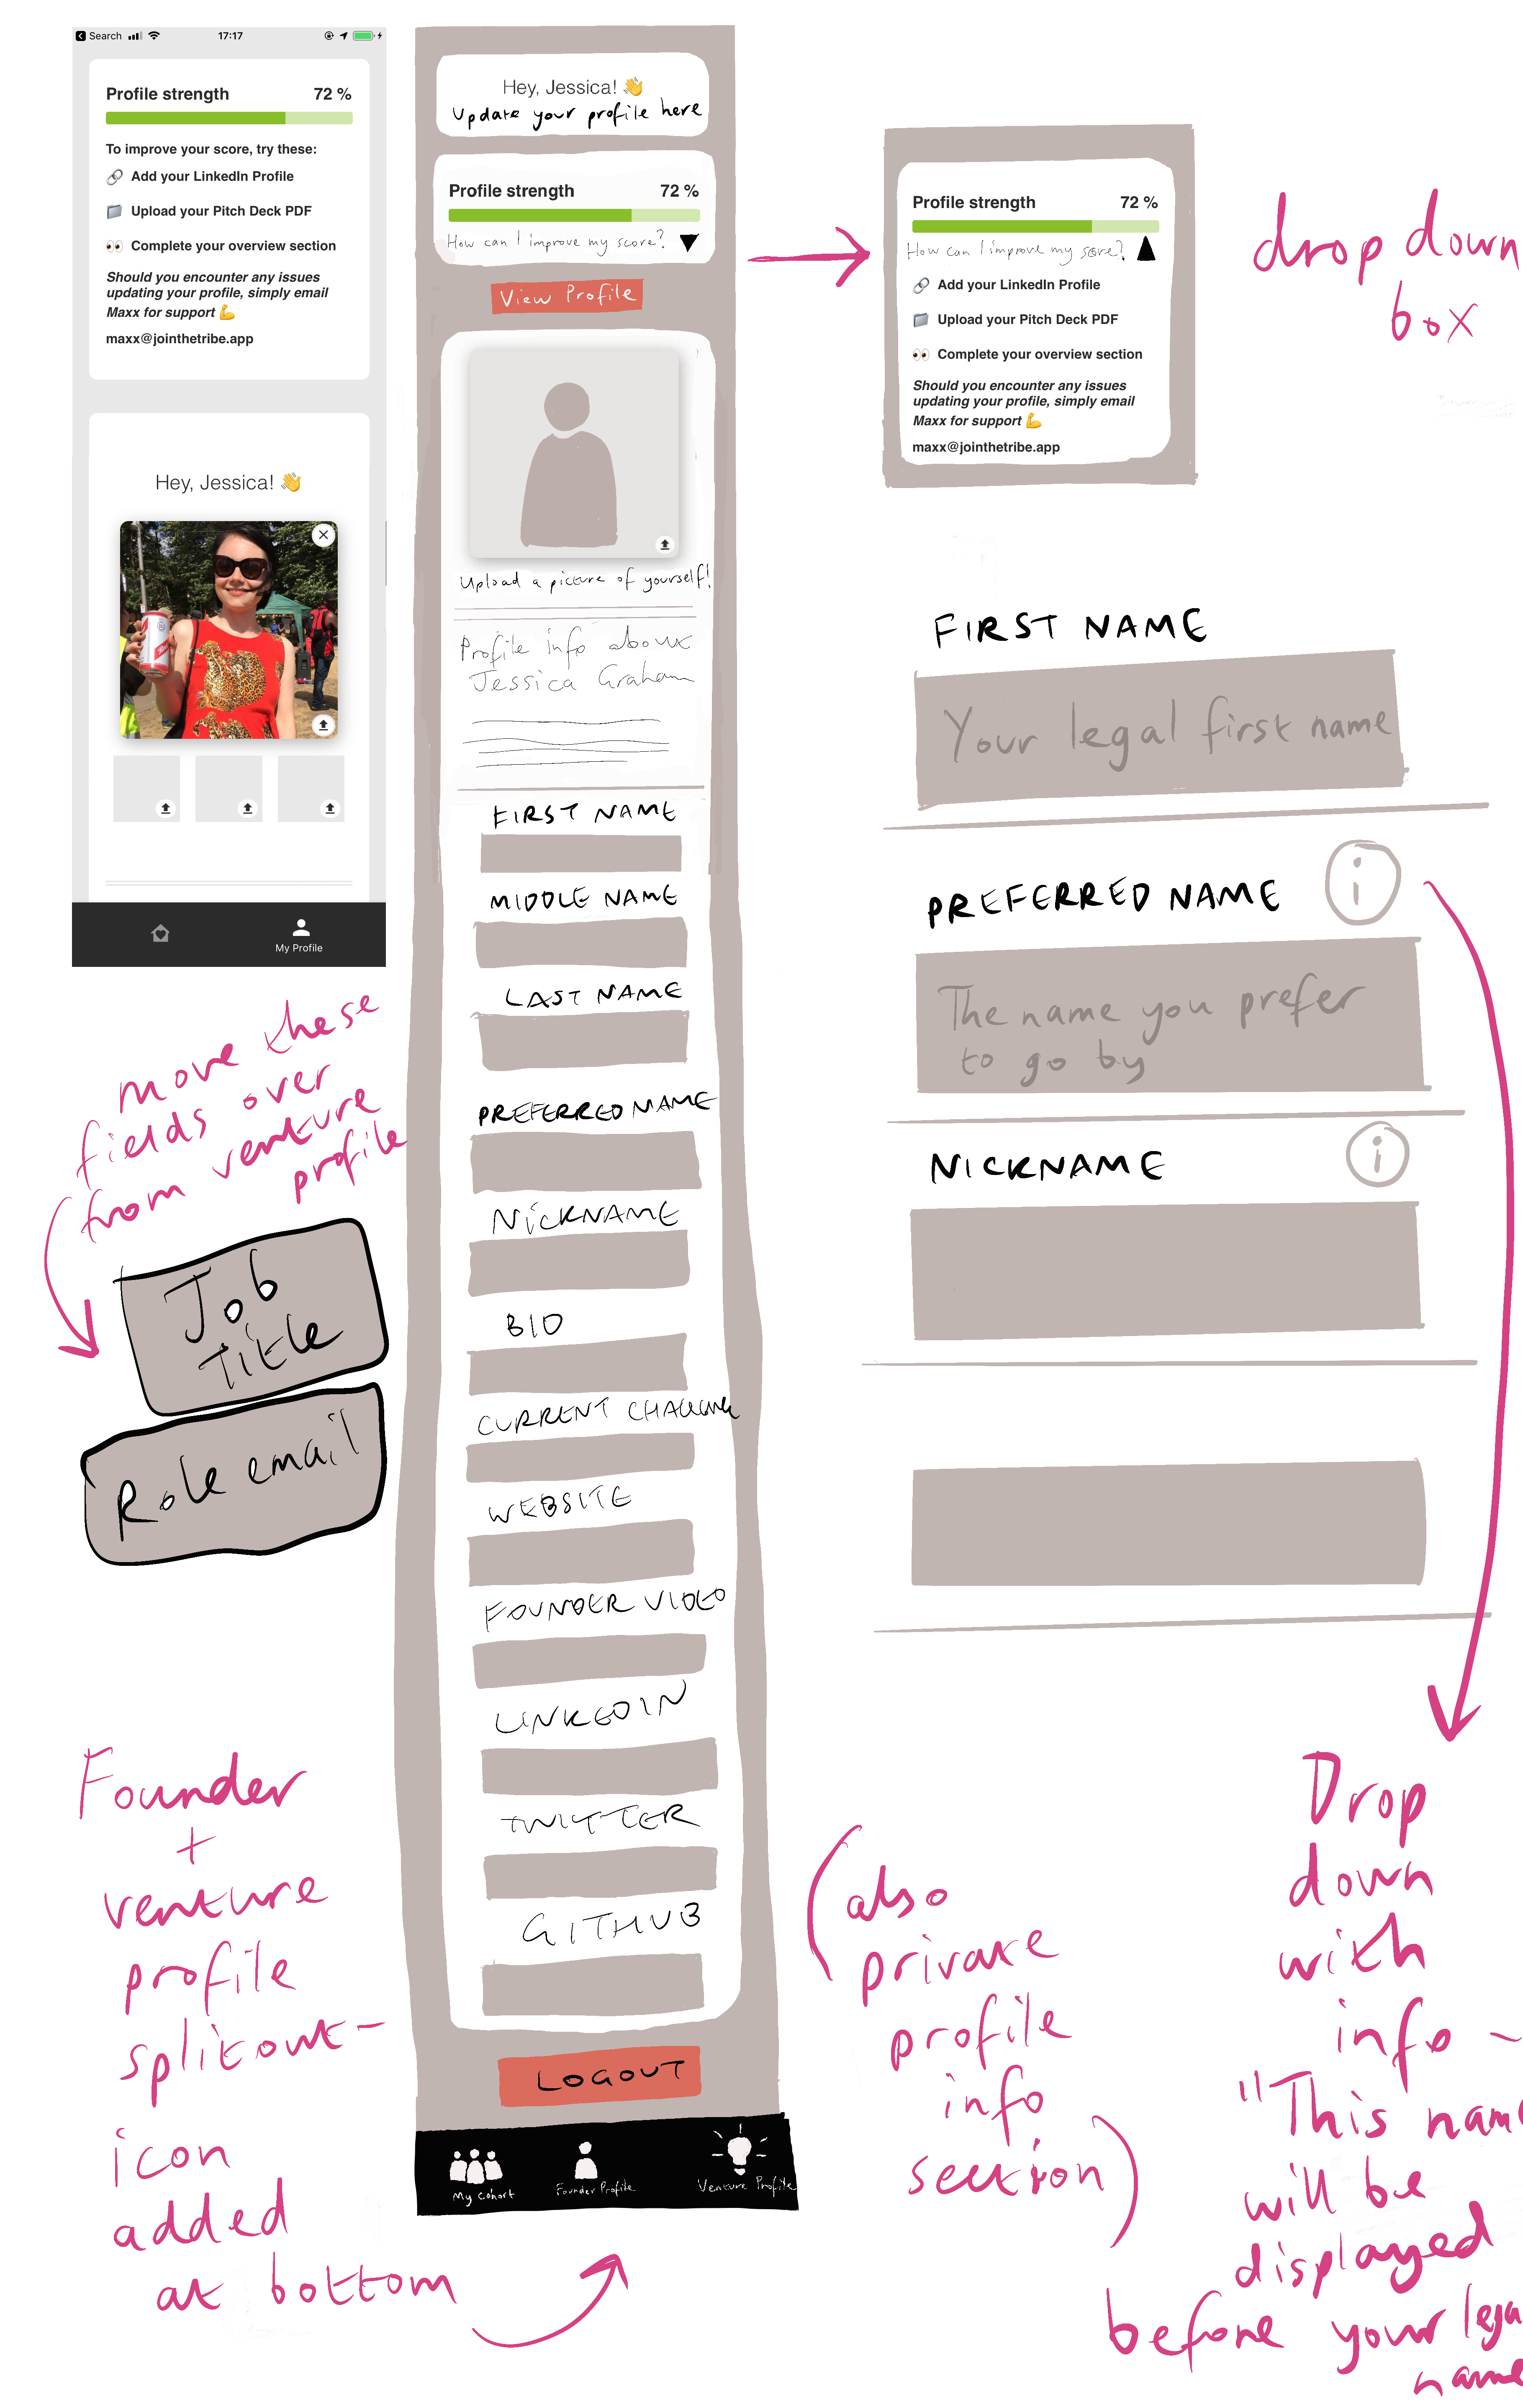 Search
17:17
Profile strength 72 %
To improve your score, try these:
Add your LinkedIn Profile
Upload your Pitch Deck PDF
Complete your overview section
Should you encounter any issues
updating your profile, simply email
Maxx for support
maxx@jointhetribe.app
Hey, Jessica!
My Profile
move these
fields over
from venture
profile
Job
Title
Role email
Founder
+
venture
profile
splitout-
icon
added
at bottom
Hey, Jessica!
Update your profile here
Profile strength 72 %
How can I improve my score?
View Profile
Upload a picture of yourself!
Profile info about
Jessica Graham
FIRST NAME
MIDDLE NAME
LAST NAME
PREFERRED NAME
NICKNAME
BIO
CURRENT
WEBSITE
FOUNDER VIDEO
LINKEDIN
TWITTER
GITHUB
LOGOUT
My cohort
Founder Profile
Venture Profile
Profile strength 72 %
How can I improve my score?
Add your LinkedIn Profile
Upload your Pitch Deck PDF
Complete your overview section
Should you encounter any issues
updating your profile, simply email
Maxx for support
maxx@jointhetribe.app
drop down
box
FIRST NAME
Your legal first name
PREFERRED NAME i
The name you prefer
to go by
NICKNAME i
(also
private
profile
info
section)
Drop
down
with
info -
"This nam
will be
displayed
before your lega
name